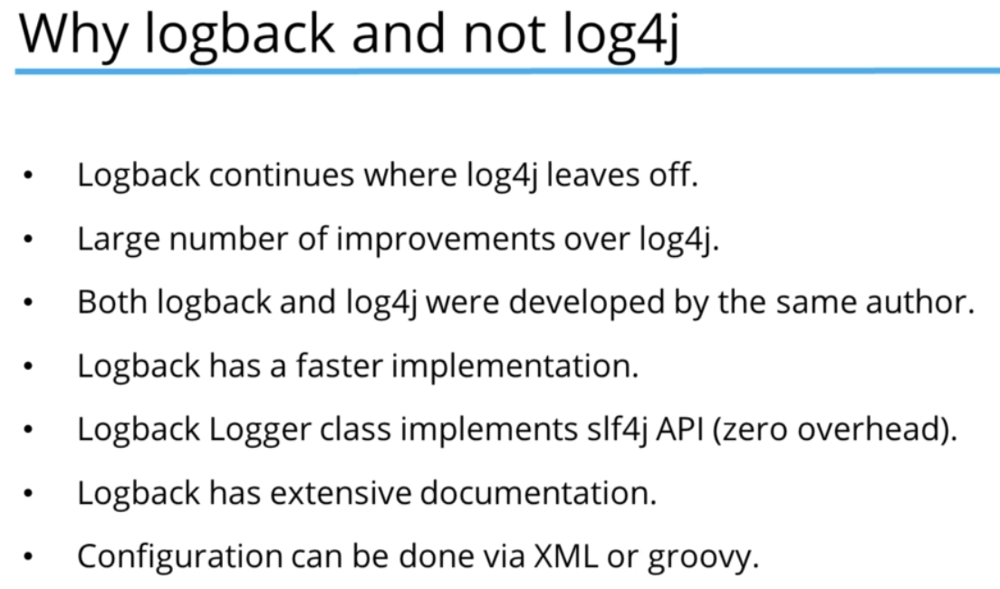 Why logback and not log4j
• Logback continues where log4j leaves off.
• Large number of improvements over log4j.
• Both logback and log4j were developed by the same author.
• Logback has a faster implementation.
• Logback Logger class implements slf4j API (zero overhead).
• Logback has extensive documentation.
• Configuration can be done via XML or groovy.